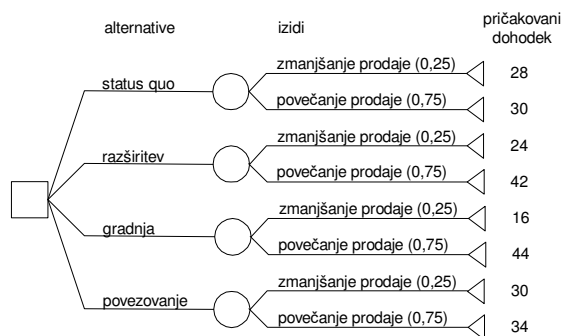 alternative izidi pričakovani
dohodek
zmanjšanje prodaje (0,25) 28
status quo
povečanje prodaje (0,75) 30
zmanjšanje prodaje (0,25) 24
razširitev
povečanje prodaje (0,75) 42
zmanjšanje prodaje (0,25) 16
gradnja
povečanje prodaje (0,75) 44
zmanjšanje prodaje (0,25) 30
povezovanje
povečanje prodaje (0,75) 34